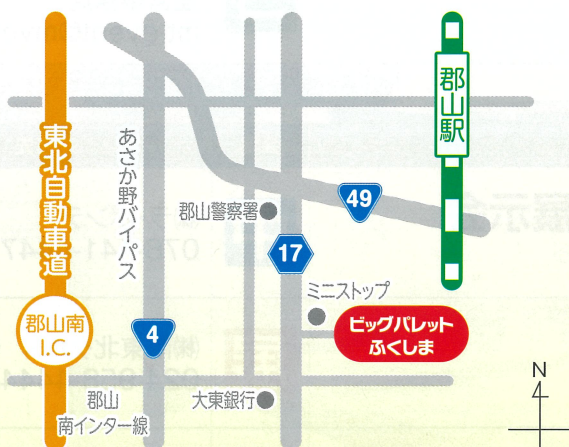 郡山駅
東北自動車道
あさか野バイパス
郡山警察署
49
17
ミニストップ
ビッグパレット
ふくしま
4
郡山南
I.C.
郡山
南インター線
大東銀行
N